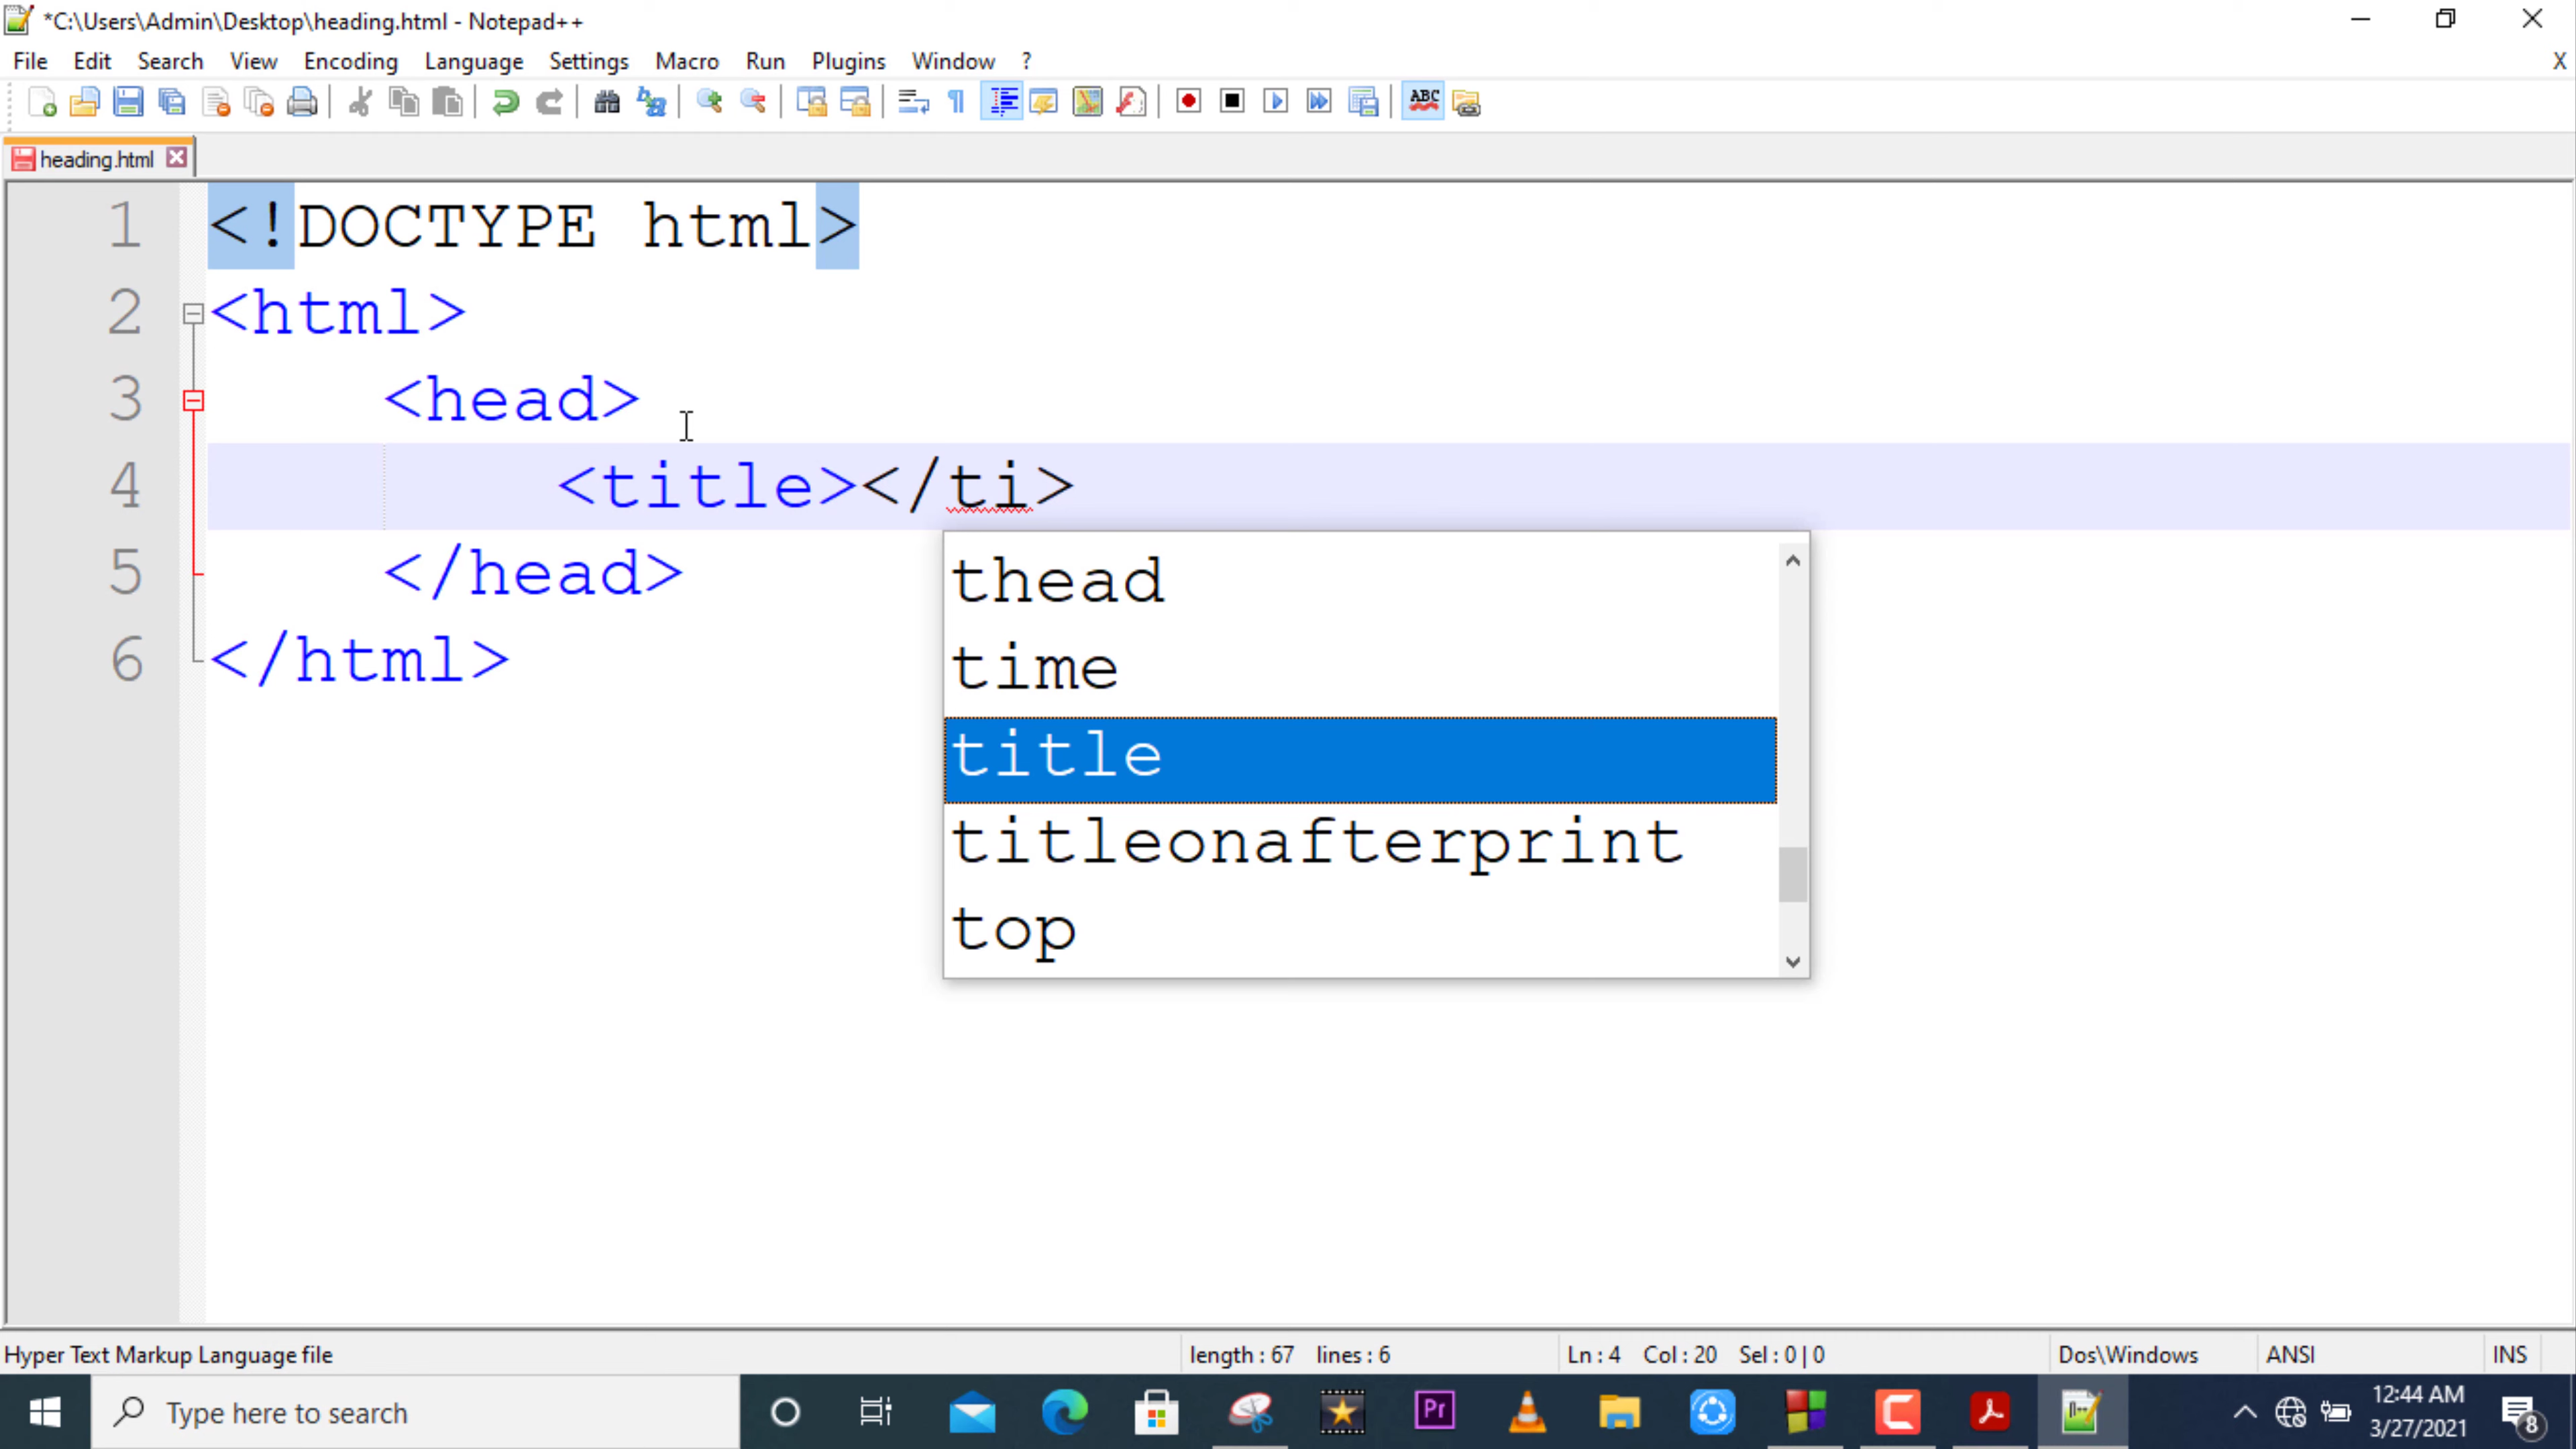 *C:\Users\Admin\Desktop\heading.html - Notepad++
File Edit Search View Encoding Language Settings Macro Run Plugins Window ? X
ABC
heading.html
1 <!DOCTYPE html>
2 <html>
3 <head>
4 <title></ti>
5 </head>
6 </html>
thead
time
title
titleonafterprint
top
Hyper Text Markup Language file length : 67 lines : 6 Ln : 4 Col : 20 Sel : 0 | 0 Dos\Windows ANSI INS
Type here to search Pr 12:44 AM
3/27/2021 8